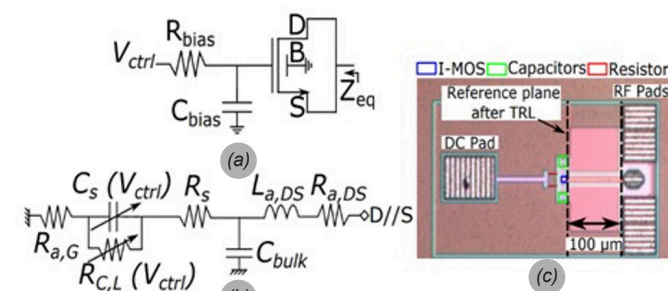 D
R_bias
V_ctrl
B
C_bias
S
Z_eq
(a)
C_s (V_ctrl)
R_s
L_a,DS
R_a,DS
D//S
R_a,G
R_C,L (V_ctrl)
C_bulk
I-MOS Capacitors Resistor
Reference plane after TRL
RF Pads
DC Pad
100 µm
(c)